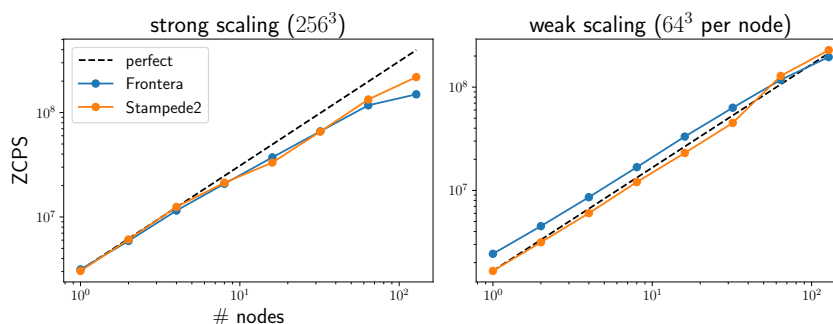 strong scaling (256³)
weak scaling (64³ per node)
perfect
Frontera
Stampede2
ZCPS
10⁸
10⁷
10⁰
10¹
10²
# nodes
10⁸
10⁷
10⁰
10¹
10²